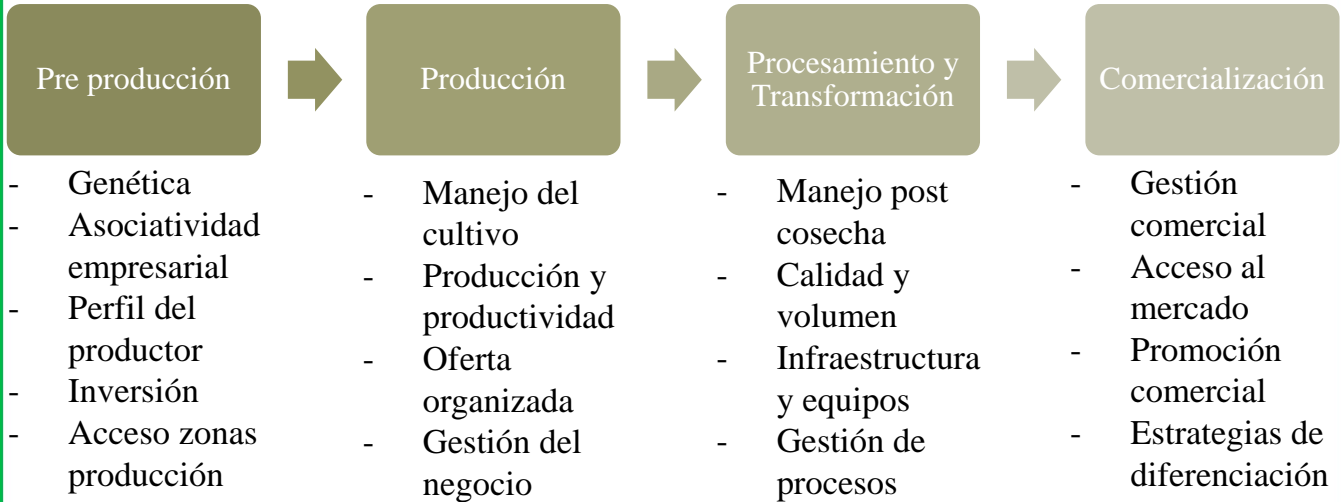 Pre producción
- Genética
- Asociatividad
empresarial
- Perfil del
productor
- Inversión
- Acceso zonas
producción
Producción
- Manejo del
cultivo
- Producción y
productividad
- Oferta
organizada
- Gestión del
negocio
Procesamiento y
Transformación
- Manejo post
cosecha
- Calidad y
volumen
- Infraestructura
y equipos
- Gestión de
procesos
Comercialización
- Gestión
comercial
- Acceso al
mercado
- Promoción
comercial
- Estrategias de
diferenciación